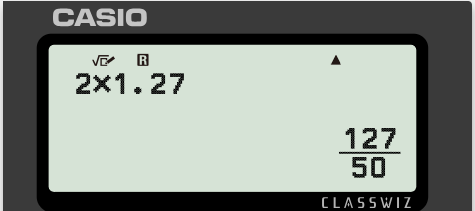 CASIO
√▱ R ▲
2×1.27
127
50
CLASSWIZ